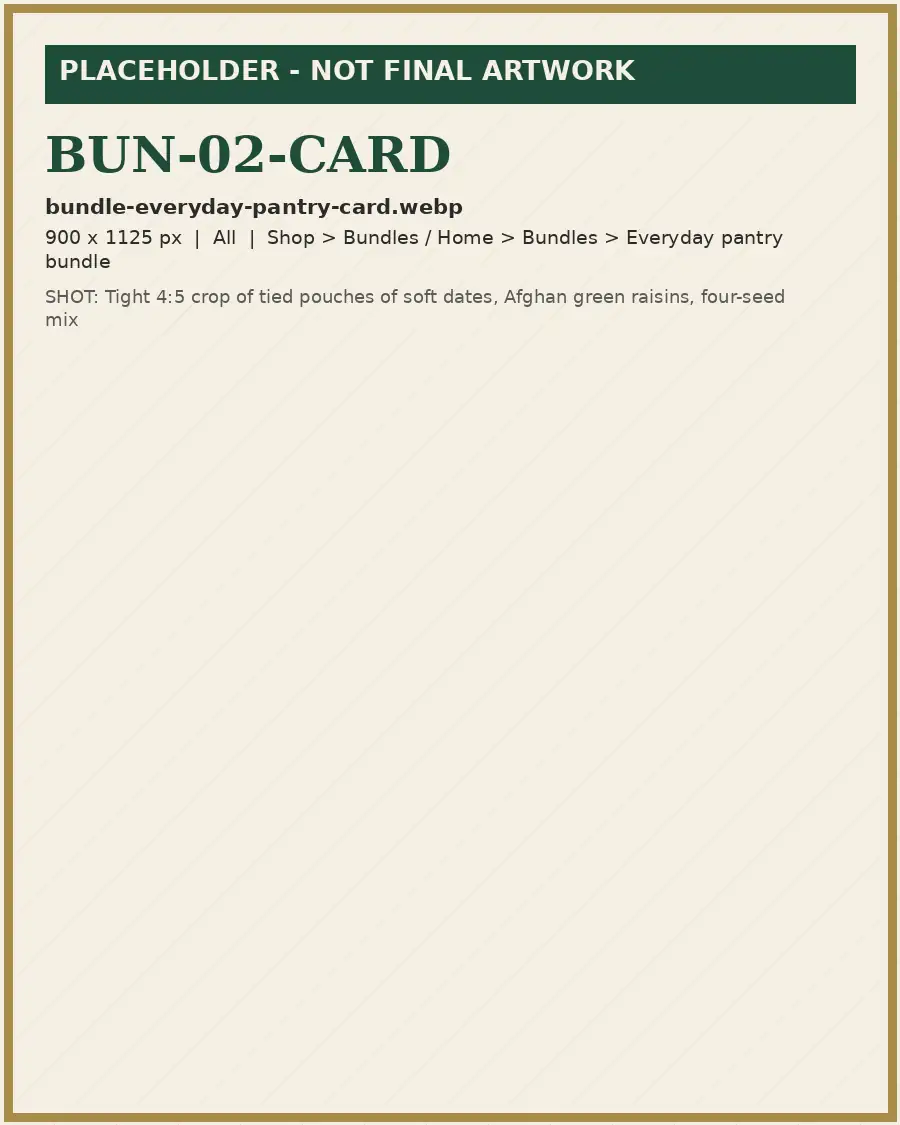 PLACEHOLDER - NOT FINAL ARTWORK
BUN-02-CARD
bundle-everyday-pantry-card.webp
900 x 1125 px | All | Shop > Bundles / Home > Bundles > Everyday pantry
bundle
SHOT: Tight 4:5 crop of tied pouches of soft dates, Afghan green raisins, four-seed
mix